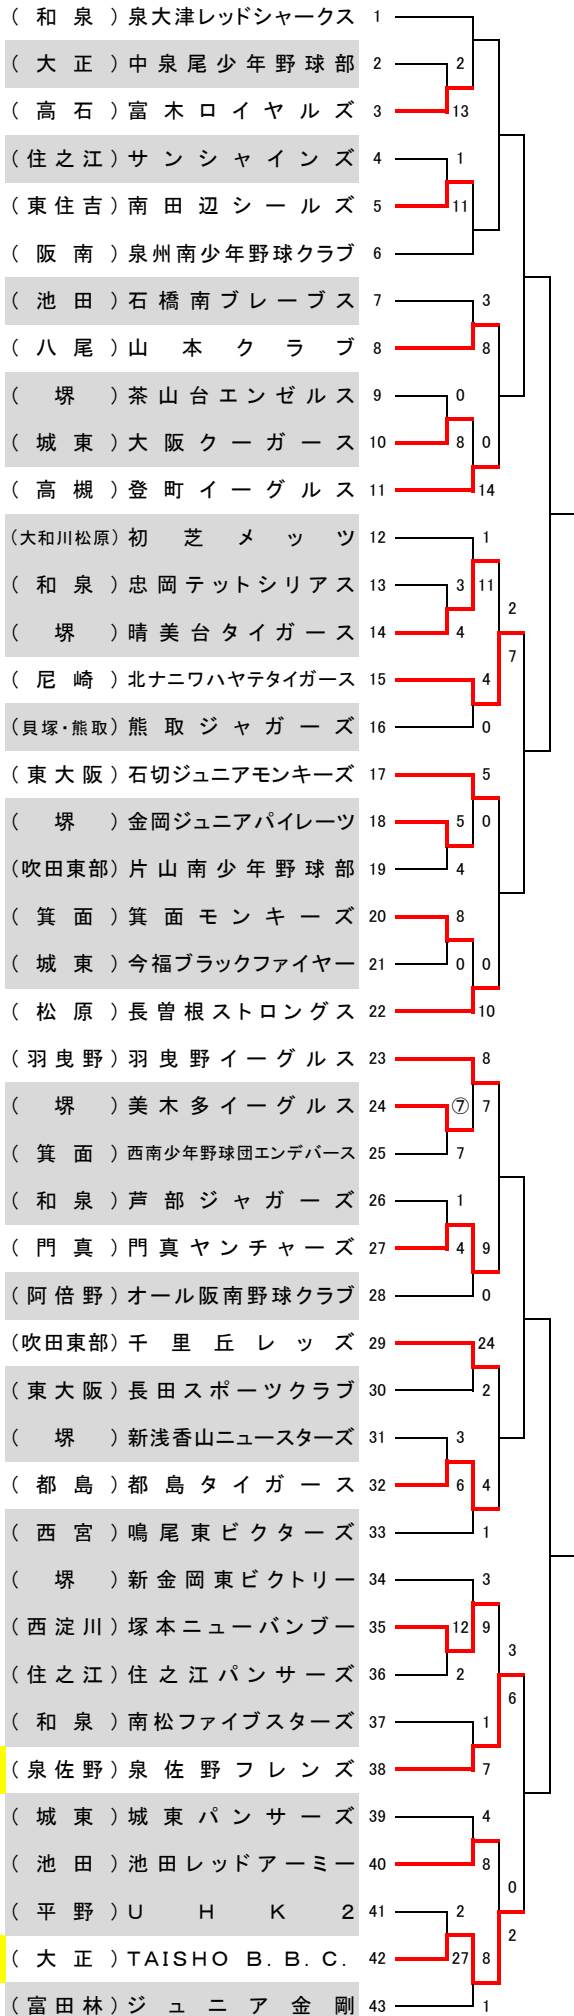 （和泉）泉大津レッドシャークス 1
（大正）中泉尾少年野球部 2 2
（高石）富木ロイヤルズ 3 13
（住之江）サンシャインズ 4 1
（東住吉）南田辺シールズ 5 11
（阪南）泉州南少年野球クラブ 6
（池田）石橋南ブレーブス 7 3
（八尾）山本クラブ 8 8
（堺）茶山台エンゼルス 9 0
（城東）大阪クーガース 10 8 0
（高槻）登町イーグルス 11 14
（大和川松原）初芝メッツ 12 1
（和泉）忠岡テットシリアス 13 3 11
2
（堺）晴美台タイガース 14 4
7
（尼崎）北ナニワハヤテタイガース 15 4
（貝塚・熊取）熊取ジャガーズ 16 0
（東大阪）石切ジュニアモンキーズ 17 5
（堺）金岡ジュニアパイレーツ 18 5 0
（吹田東部）片山南少年野球部 19 4
（箕面）箕面モンキーズ 20 8
（城東）今福ブラックファイヤー 21 0 0
（松原）長曽根ストロングス 22 10
（羽曳野）羽曳野イーグルス 23 8
（堺）美木多イーグルス 24 ⑦ 7
（箕面）西南少年野球団エンデバース 25 7
（和泉）芦部ジャガーズ 26 1
（門真）門真ヤンチャーズ 27 4 9
（阿倍野）オール阪南野球クラブ 28 0
（吹田東部）千里丘レッズ 29 24
（東大阪）長田スポーツクラブ 30 2
（堺）新浅香山ニュースターズ 31 3
（都島）都島タイガース 32 6 4
（西宮）鳴尾東ビクターズ 33 1
（堺）新金岡東ビクトリー 34 3
（西淀川）塚本ニューバンブー 35 12 9
3
（住之江）住之江パンサーズ 36 2
6
（和泉）南松ファイブスターズ 37 1
（泉佐野）泉佐野フレンズ 38 7
（城東）城東パンサーズ 39 4
（池田）池田レッドアーミー 40 8
0
（平野）ＵＨＫ２ 41 2
2
（大正）TAISHO B.B.C. 42 27 8
（富田林）ジュニア金剛 43 1